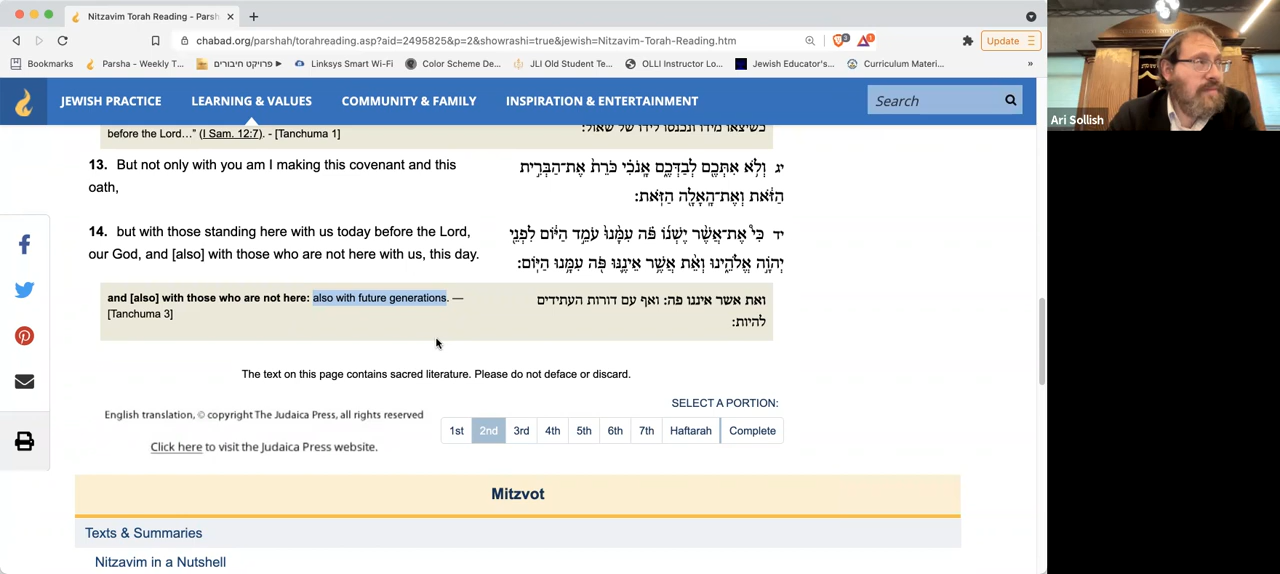 Nitzavim Torah Reading - Parsh
chabad.org/parshah/torahreading.asp?aid=2495825&p=2&showrashi=true&jewish=Nitzavim-Torah-Reading.htm
Update
Bookmarks
Parsha - Weekly T...
פרוייקט חיבורים
Linksys Smart Wi-Fi
Color Scheme De...
JLI Old Student Te...
OLLI Instructor Lo...
Jewish Educator's...
Curriculum Materi...
»
JEWISH PRACTICE
LEARNING & VALUES
COMMUNITY & FAMILY
INSPIRATION & ENTERTAINMENT
Search
Ari Sollish
before the Lord…” (I Sam. 12:7). - [Tanchuma 1]
כשיצאו מידו ונכנסו לידו של שאול:
13. But not only with you am I making this covenant and this
oath,
יג וְלֹ֥א אִתְּכֶ֖ם לְבַדְּכֶ֑ם אָֽנֹכִ֗י כֹּרֵת֙ אֶת־הַבְּרִ֣ית
הַזֹּ֔את וְאֶת־הָֽאָלָ֖ה הַזֹּֽאת:
14. but with those standing here with us today before the Lord,
our God, and [also] with those who are not here with us, this day.
יד כִּי֩ אֶת־אֲשֶׁ֨ר יֶשְׁנ֜וֹ פֹּ֗ה עִמָּ֨נוּ֙ עֹמֵ֣ד הַיּ֔וֹם לִפְנֵ֖י
יְהֹוָ֣ה אֱלֹהֵ֑ינוּ וְאֵ֨ת אֲשֶׁ֥ר אֵינֶ֛נּוּ פֹּ֖ה עִמָּ֥נוּ הַיּֽוֹם:
and [also] with those who are not here: also with future generations. —
[Tanchuma 3]
ואת אשר איננו פה: ואף עם דורות העתידים
להיות:
The text on this page contains sacred literature. Please do not deface or discard.
English translation, © copyright The Judaica Press, all rights reserved
Click here to visit the Judaica Press website.
SELECT A PORTION:
1st 2nd 3rd 4th 5th 6th 7th Haftarah Complete
Mitzvot
Texts & Summaries
Nitzavim in a Nutshell